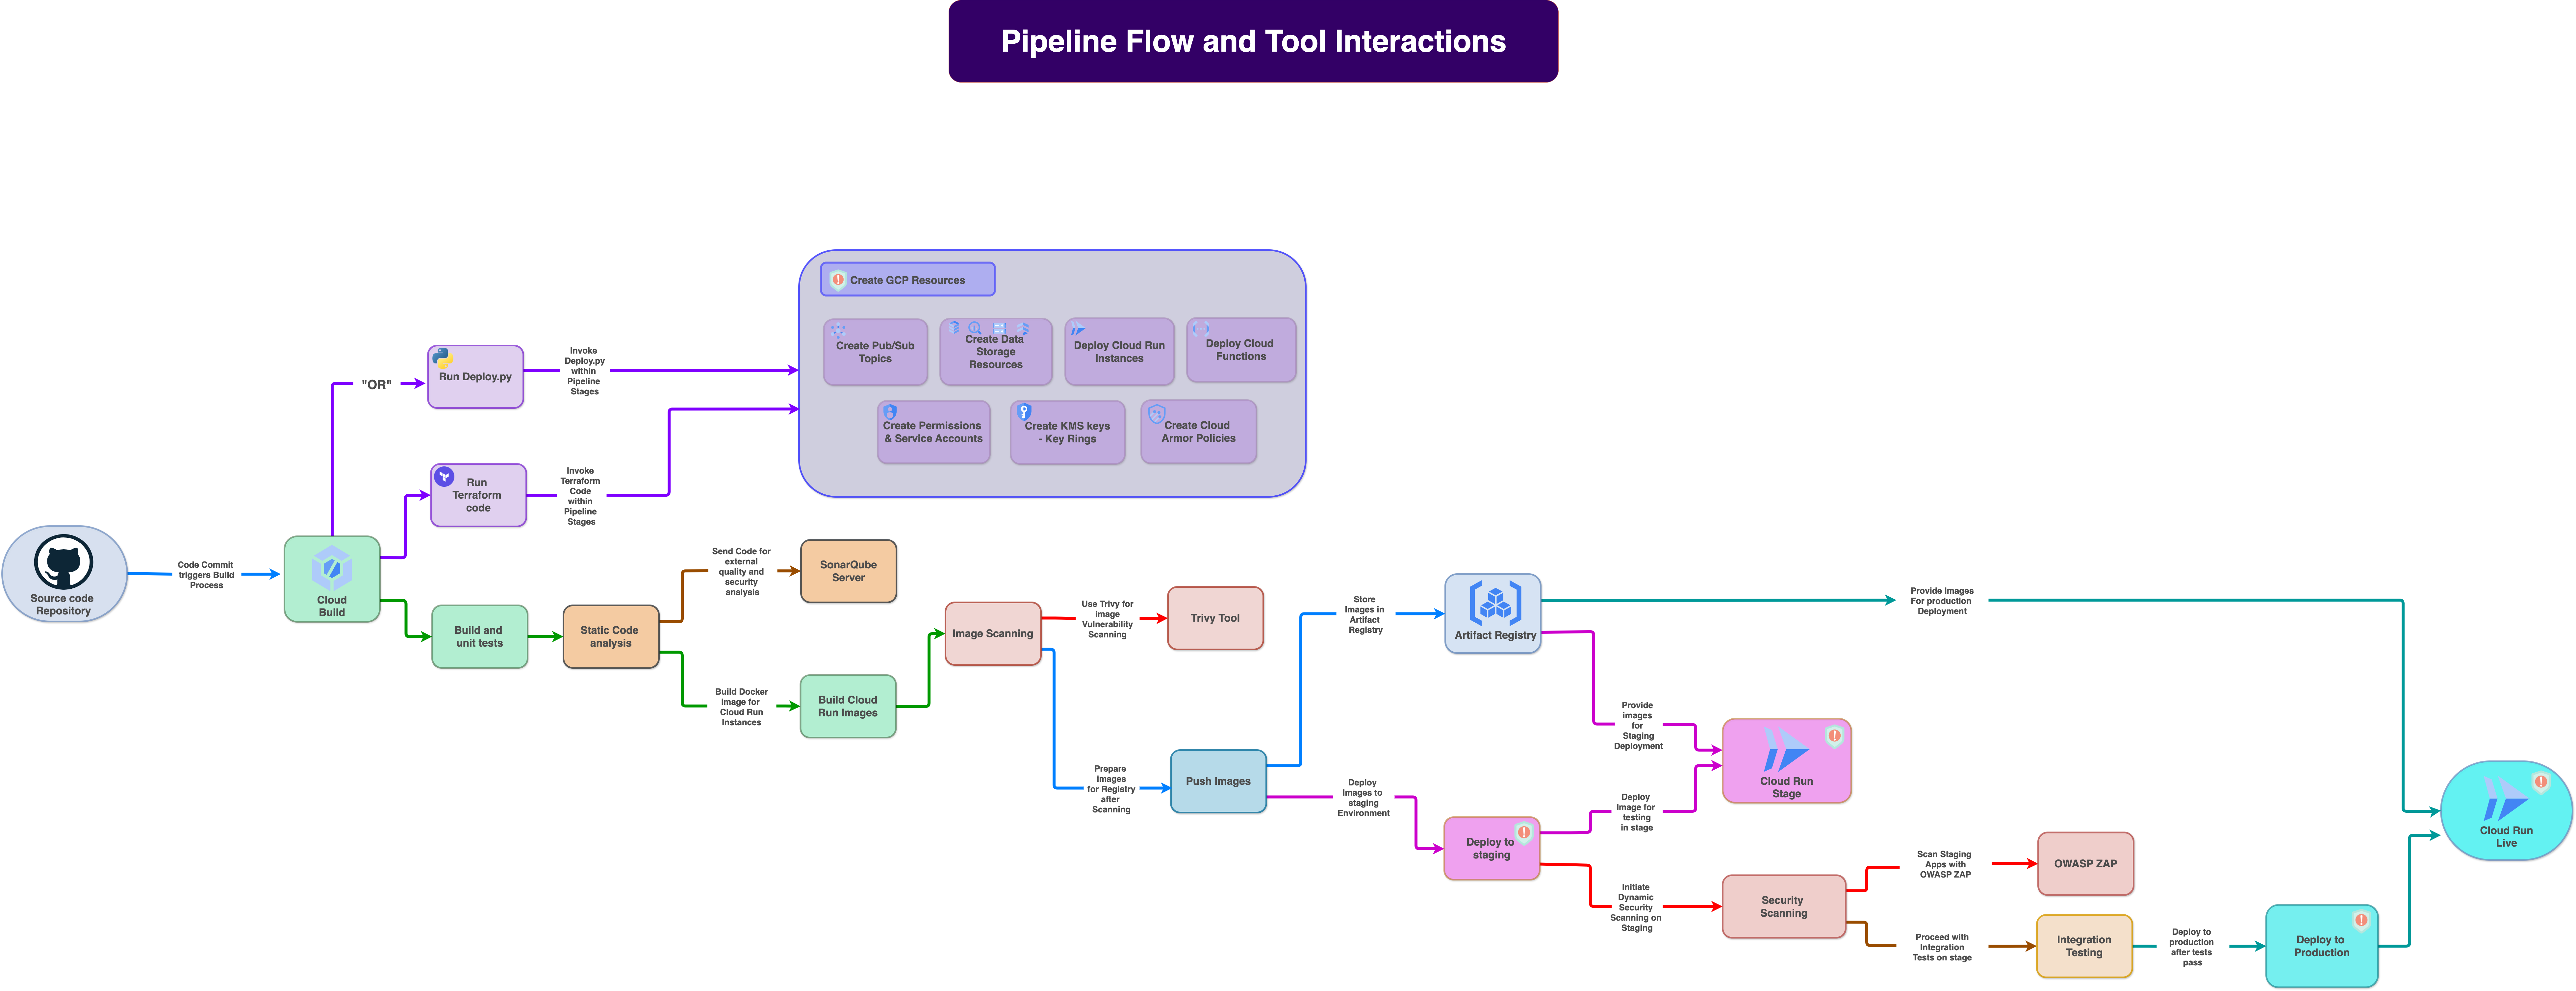 Pipeline Flow and Tool Interactions
Create GCP Resources
Create Pub/Sub
Topics
Create Data
Storage
Resources
Deploy Cloud Run
Instances
Deploy Cloud
Functions
Create Permissions
& Service Accounts
Create KMS keys
- Key Rings
Create Cloud
Armor Policies
"OR"
Run Deploy.py
Invoke
Deploy.py
within
Pipeline
Stages
Run
Terraform
code
Invoke
Terraform
Code
within
Pipeline
Stages
Source code
Repository
Code Commit
triggers Build
Process
Cloud
Build
Build and
unit tests
Static Code
analysis
Send Code for
external
quality and
security
analysis
SonarQube
Server
Build Docker
image for
Cloud Run
Instances
Build Cloud
Run Images
Image Scanning
Use Trivy for
image
Vulnerability
Scanning
Trivy Tool
Prepare
images
for Registry
after
Scanning
Push Images
Store
Images in
Artifact
Registry
Artifact Registry
Provide Images
For production
Deployment
Deploy
Images to
staging
Environment
Provide
images
for
Staging
Deployment
Deploy to
staging
Deploy
Image for
testing
in stage
Cloud Run
Stage
Initiate
Dynamic
Security
Scanning on
Staging
Security
Scanning
Scan Staging
Apps with
OWASP ZAP
OWASP ZAP
Proceed with
Integration
Tests on stage
Integration
Testing
Deploy to
production
after tests
pass
Deploy to
Production
Cloud Run
Live